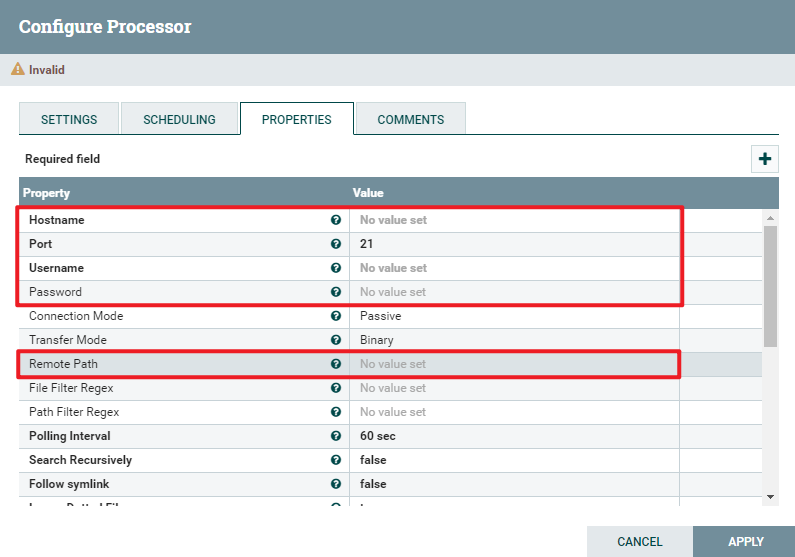 Configure Processor
Invalid
SETTINGS SCHEDULING PROPERTIES COMMENTS
Required field
Property Value
Hostname No value set
Port 21
Username No value set
Password No value set
Connection Mode Passive
Transfer Mode Binary
Remote Path No value set
File Filter Regex No value set
Path Filter Regex No value set
Polling Interval 60 sec
Search Recursively false
Follow symlink false
CANCEL APPLY